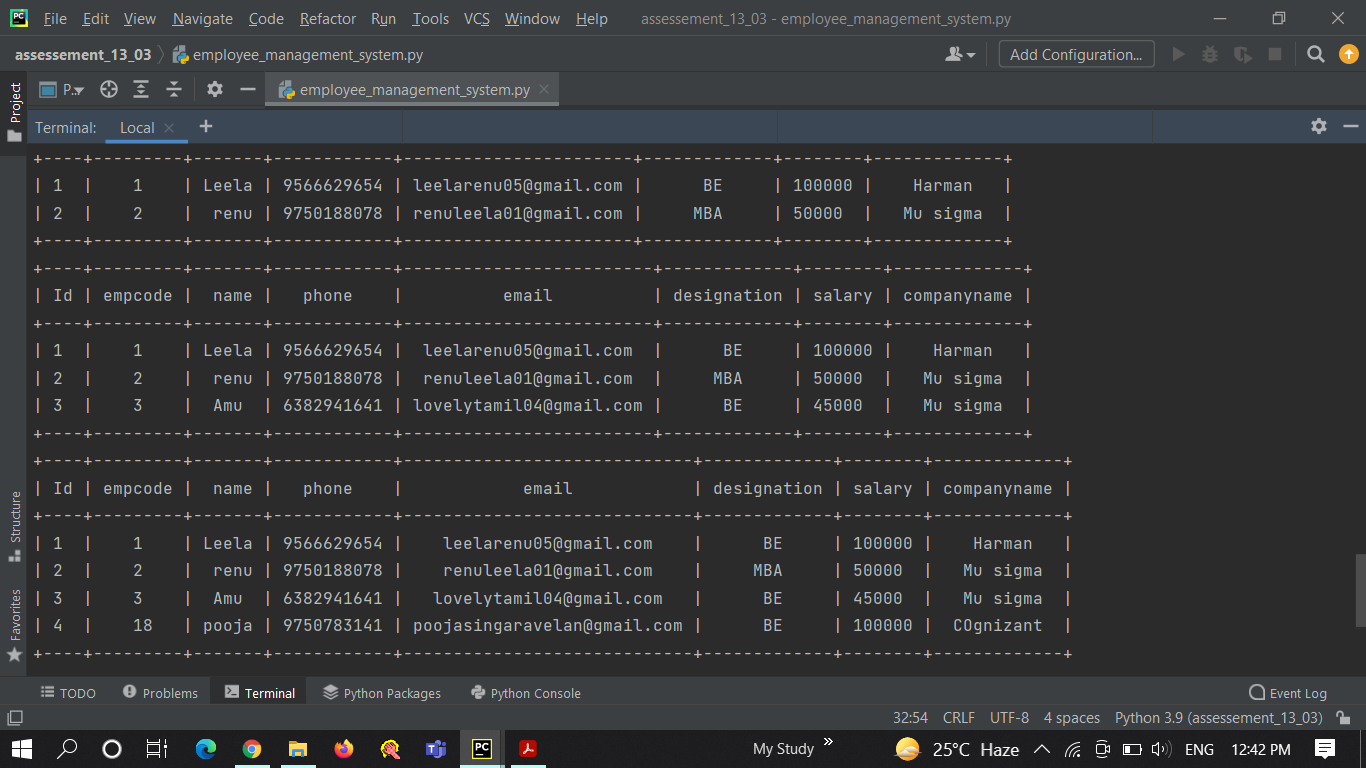 File Edit View Navigate Code Refactor Run Tools VCS Window Help assessement_13_03 - employee_management_system.py
assessement_13_03 employee_management_system.py Add Configuration...
Project P.. employee_management_system.py
Terminal: Local
+----+---------+-------+------------+-----------------------+-------------+--------+-------------+
| 1 | 1 | Leela | 9566629654 | leelarenu05@gmail.com | BE | 100000 | Harman |
| 2 | 2 | renu | 9750188078 | renuleela01@gmail.com | MBA | 50000 | Mu sigma |
+----+---------+-------+------------+-----------------------+-------------+--------+-------------+
+----+---------+-------+------------+-------------------------+-------------+--------+-------------+
| Id | empcode | name | phone | email | designation | salary | companyname |
+----+---------+-------+------------+-------------------------+-------------+--------+-------------+
| 1 | 1 | Leela | 9566629654 | leelarenu05@gmail.com | BE | 100000 | Harman |
| 2 | 2 | renu | 9750188078 | renuleela01@gmail.com | MBA | 50000 | Mu sigma |
| 3 | 3 | Amu | 6382941641 | lovelytamil04@gmail.com | BE | 45000 | Mu sigma |
+----+---------+-------+------------+-------------------------+-------------+--------+-------------+
+----+---------+-------+------------+-----------------------------+-------------+--------+-------------+
| Id | empcode | name | phone | email | designation | salary | companyname |
+----+---------+-------+------------+-----------------------------+-------------+--------+-------------+
| 1 | 1 | Leela | 9566629654 | leelarenu05@gmail.com | BE | 100000 | Harman |
| 2 | 2 | renu | 9750188078 | renuleela01@gmail.com | MBA | 50000 | Mu sigma |
| 3 | 3 | Amu | 6382941641 | lovelytamil04@gmail.com | BE | 45000 | Mu sigma |
| 4 | 18 | pooja | 9750783141 | poojasingaravelan@gmail.com | BE | 100000 | COgnizant |
+----+---------+-------+------------+-----------------------------+-------------+--------+-------------+
Structure
Favorites
TODO Problems Terminal Python Packages Python Console Event Log
32:54 CRLF UTF-8 4 spaces Python 3.9 (assessement_13_03)
My Study » 25°C Haze ENG 12:42 PM